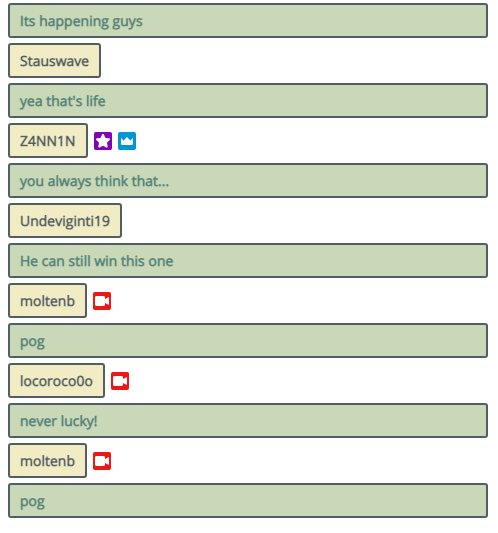 Its happening guys
Stauswave
yea that's life
Z4NN1N
you always think that...
Undeviginti19
He can still win this one
moltenb
pog
locoroco0o
never lucky!
moltenb
pog